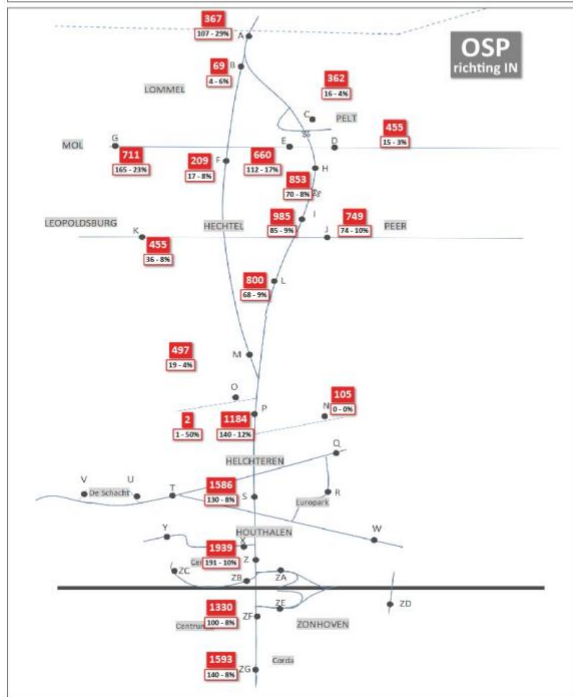 367
107 - 29%
A
OSP
richting IN
69
4 - 6%
B
LOMMEL
362
16 - 4%
C
PELT
455
15 - 3%
MOL
G
E
D
711
165 - 23%
209
17 - 8%
F
660
112 - 17%
H
853
70 - 8%
985
85 - 9%
I
749
74 - 10%
LEOPOLDSBURG
HECHTEL
PEER
K
J
455
36 - 8%
800
68 - 9%
L
497
19 - 4%
M
O
105
0 - 0%
N
2
1 - 50%
1184
140 - 12%
P
HELCHTEREN
Q
V
U
De Schacht
T
1586
130 - 8%
S
R
Europark
HOUTHALEN
Y
X
W
1939
191 - 10%
Z
ZC
ZB
ZA
ZE
ZD
1330
100 - 8%
ZF
ZONHOVEN
1593
140 - 8%
ZG
Corda